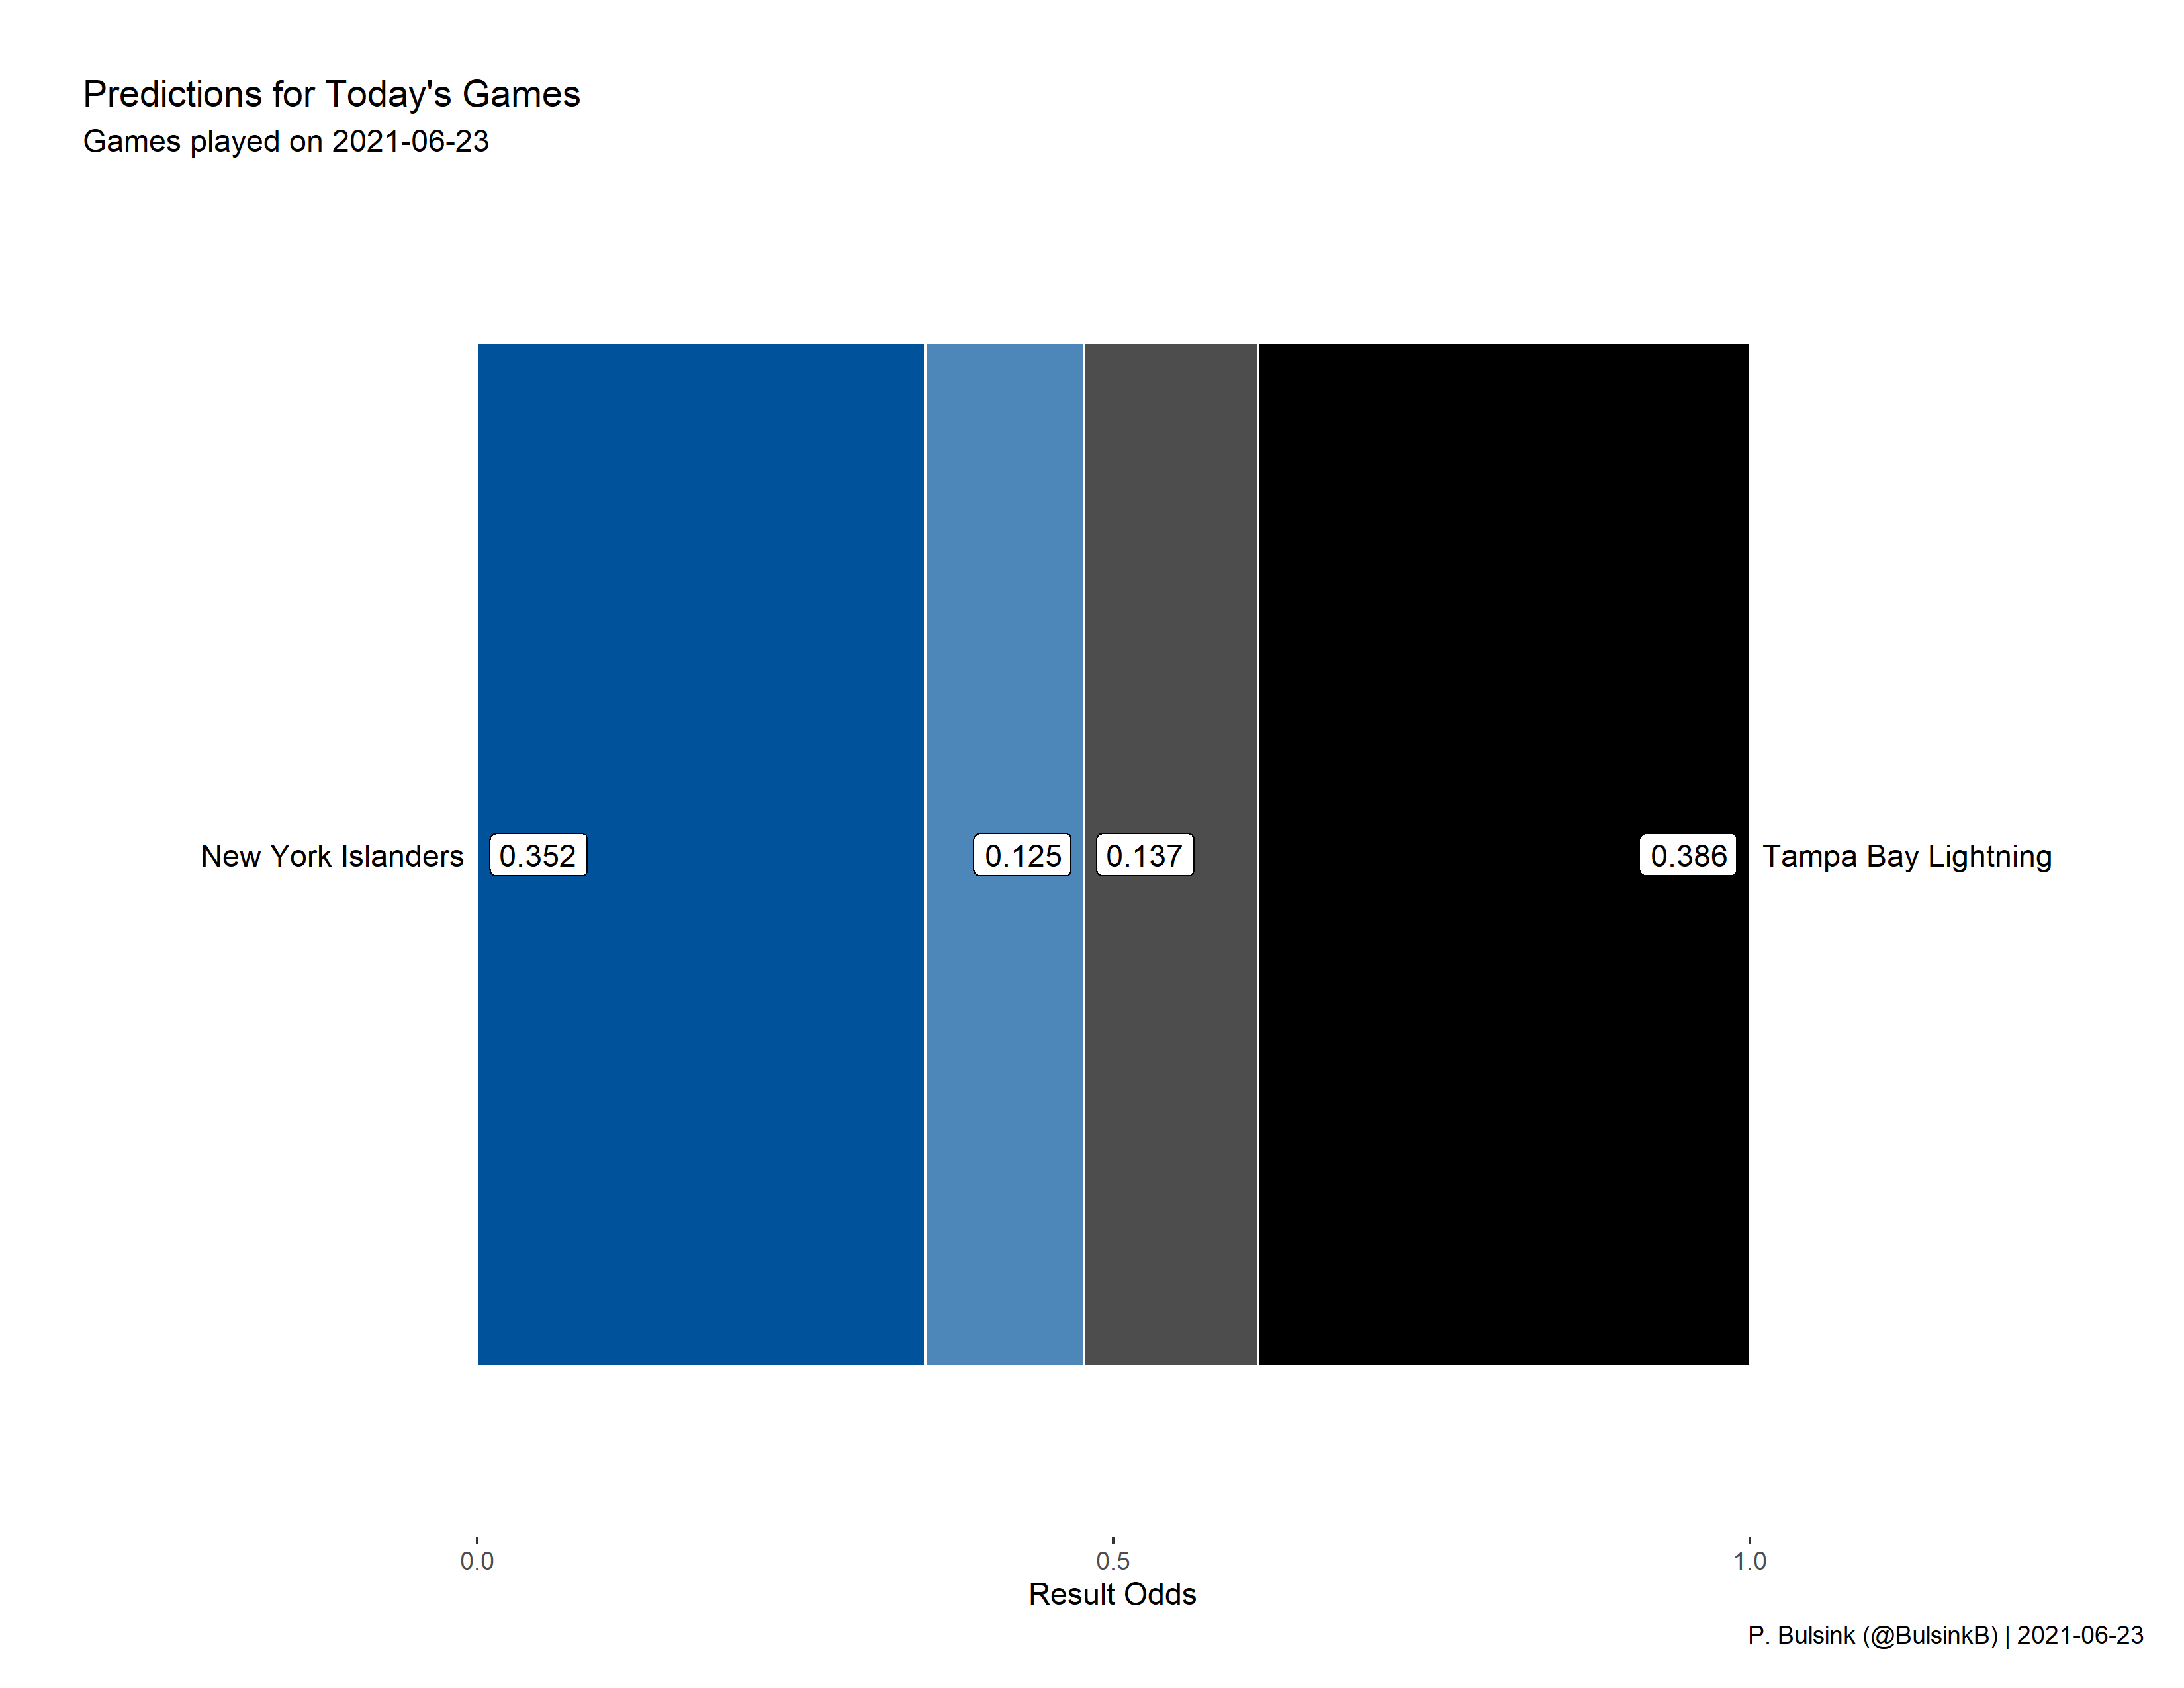 Predictions for Today's Games
Games played on 2021-06-23
New York Islanders 0.352 0.125 0.137 0.386 Tampa Bay Lightning
0.0 0.5 1.0
Result Odds
P. Bulsink (@BulsinkB) | 2021-06-23